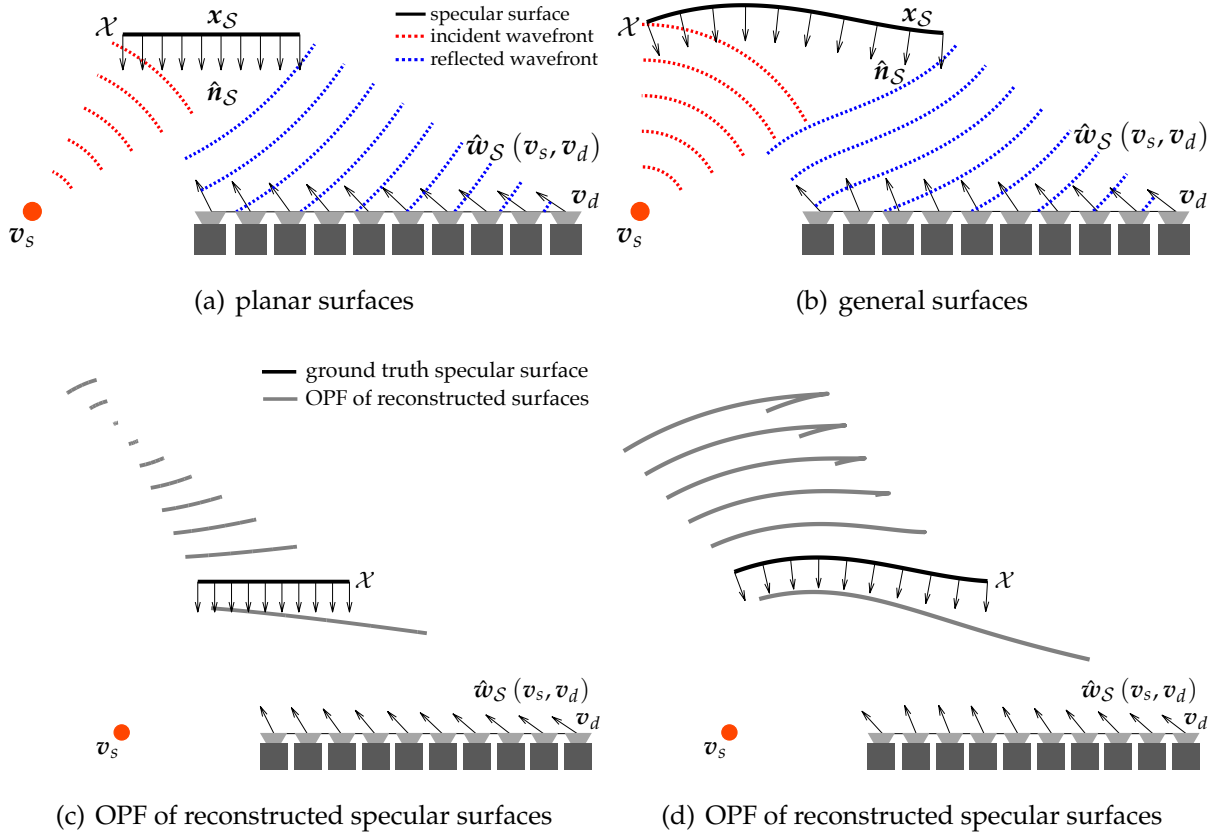 𝒳
x_S
n̂_S
specular surface
incident wavefront
reflected wavefront
ŵ_S (v_s, v_d)
v_d
v_s
(a) planar surfaces
𝒳
x_S
n̂_S
ŵ_S (v_s, v_d)
v_d
v_s
(b) general surfaces
ground truth specular surface
OPF of reconstructed surfaces
𝒳
ŵ_S (v_s, v_d)
v_d
v_s
(c) OPF of reconstructed specular surfaces
𝒳
ŵ_S (v_s, v_d)
v_d
v_s
(d) OPF of reconstructed specular surfaces